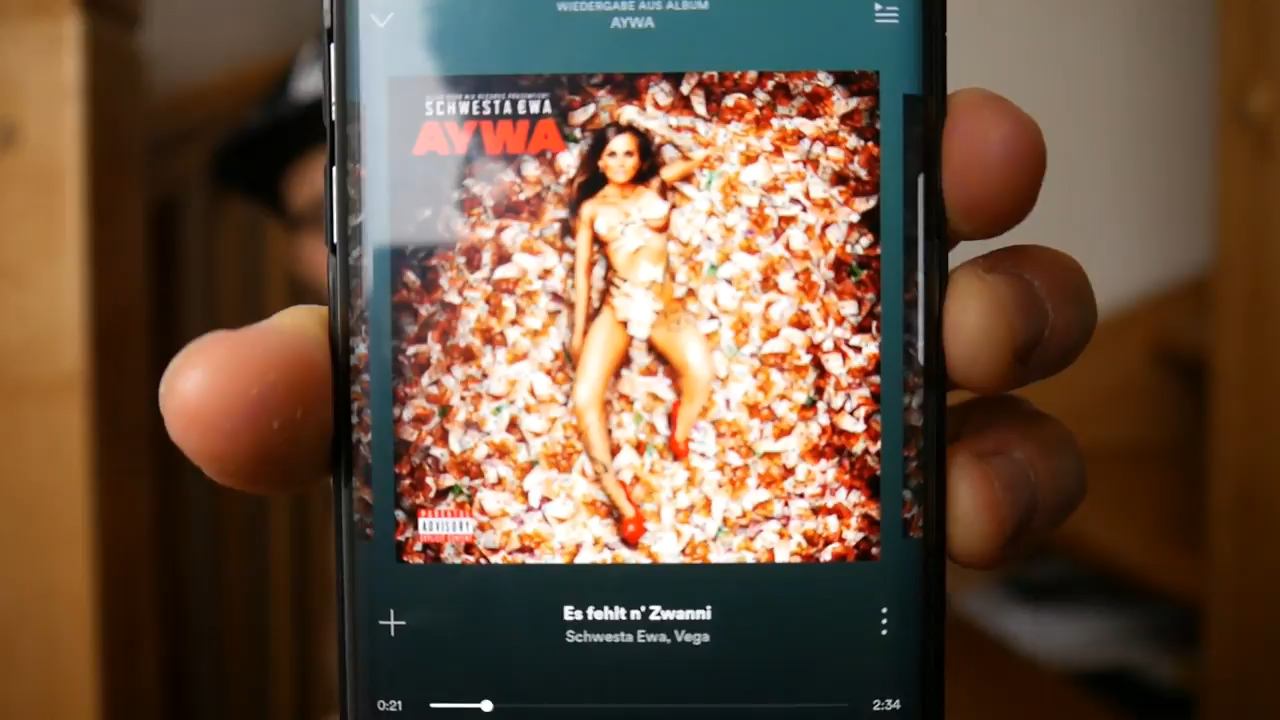 WIEDERGABE AUS ALBUM
AYWA
SCHWESTA EWA
AYWA
ADVISORY
Es fehlt n' Zwanni
Schwesta Ewa, Vega
0:21
2:34